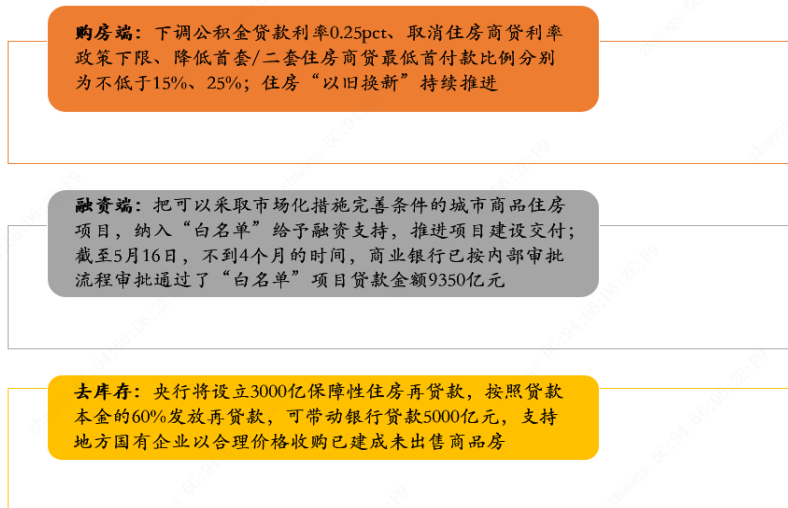 购房端：下调公积金贷款利率0.25pct、取消住房商贷利率
政策下限、降低首套/二套住房商贷最低首付款比例分别
为不低于15%、25%；住房“以旧换新”持续推进
融资端：把可以采取市场化措施完善条件的城市商品住房
项目，纳入“白名单”给予融资支持，推进项目建设交付；
截至5月16日，不到4个月的时间，商业银行已按内部审批
流程审批通过了“白名单”项目贷款金额9350亿元
去库存：央行将设立3000亿保障性住房再贷款，按照贷款
本金的60%发放再贷款，可带动银行贷款5000亿元，支持
地方国有企业以合理价格收购已建成未出售商品房